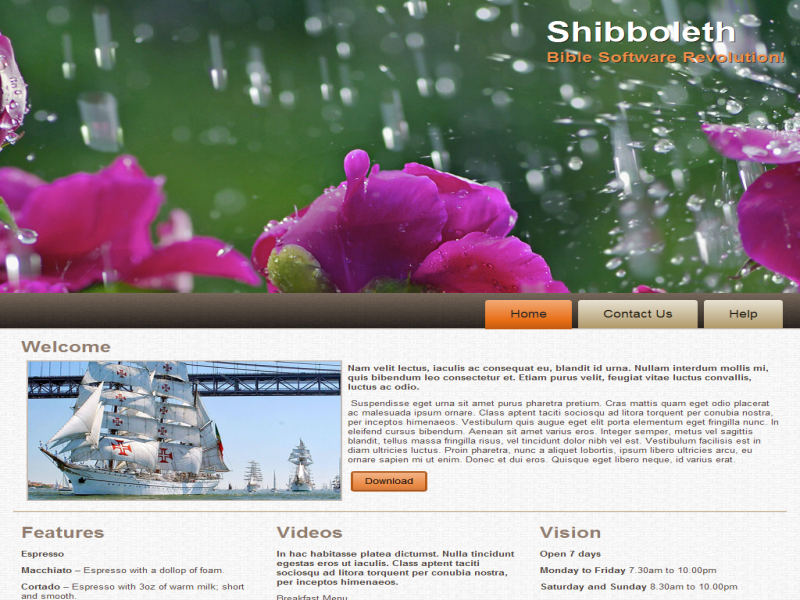 Shibboleth
Bible Software Revolution!
Home
Contact Us
Help
Welcome
Nam velit lectus, iaculis ac consequat eu, blandit id urna. Nullam interdum mollis mi,
quis bibendum leo consectetur et. Etiam purus velit, feugiat vitae luctus convallis,
luctus ac odio.
Suspendisse eget urna sit amet purus pharetra pretium. Cras mattis quam eget odio placerat
ac malesuada ipsum ornare. Class aptent taciti sociosqu ad litora torquent per conubia nostra,
per inceptos himenaeos. Vestibulum quis augue eget elit porta elementum eget fringilla nunc. In
eleifend cursus bibendum. Aenean sit amet varius eros. Integer semper, metus vel sagittis
blandit, tellus massa fringilla risus, vel tincidunt dolor nibh vel est. Vestibulum facilisis est in
diam ultricies luctus. Proin pharetra, nunc a aliquet lobortis, ipsum libero ultricies arcu, eu
ornare sapien mi ut enim. Donec et dui eros. Quisque eget libero neque, id varius erat.
Download
Features
Espresso
Macchiato – Espresso with a dollop of foam.
Cortado – Espresso with 3oz of warm milk; short
and smooth.
Videos
In hac habitasse platea dictumst. Nulla tincidunt
egestas eros ut iaculis. Class aptent taciti
sociosqu ad litora torquent per conubia nostra,
per inceptos himenaeos.
Breakfast Menu
Vision
Open 7 days
Monday to Friday 7.30am to 10.00pm
Saturday and Sunday 8.30am to 10.00pm